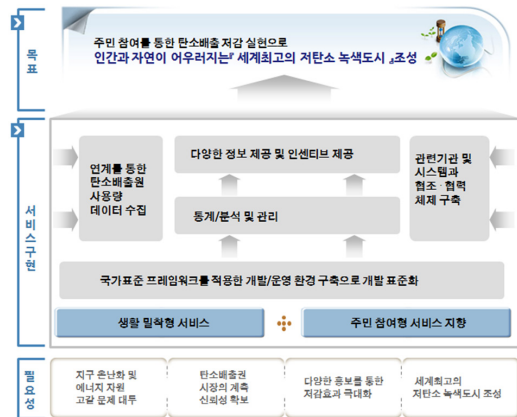 목표
주민 참여를 통한 탄소배출 저감 실현으로
인간과 자연이 어우러지는『 세계최고의 저탄소 녹색도시 』조성
서비스구현
연계를 통한
탄소배출원
사용량
데이터 수집
다양한 정보 제공 및 인센티브 제공
통계/분석 및 관리
관련기관 및
시스템과
협조·협력
체제 구축
국가표준 프레임워크를 적용한 개발/운영 환경 구축으로 개발 표준화
생활 밀착형 서비스
주민 참여형 서비스 지향
필요성
지구 온난화 및
에너지 자원
고갈 문제 대두
탄소배출권
시장의 계측
신뢰성 확보
다양한 홍보를 통한
저감효과 극대화
세계최고의
저탄소 녹색도시 조성